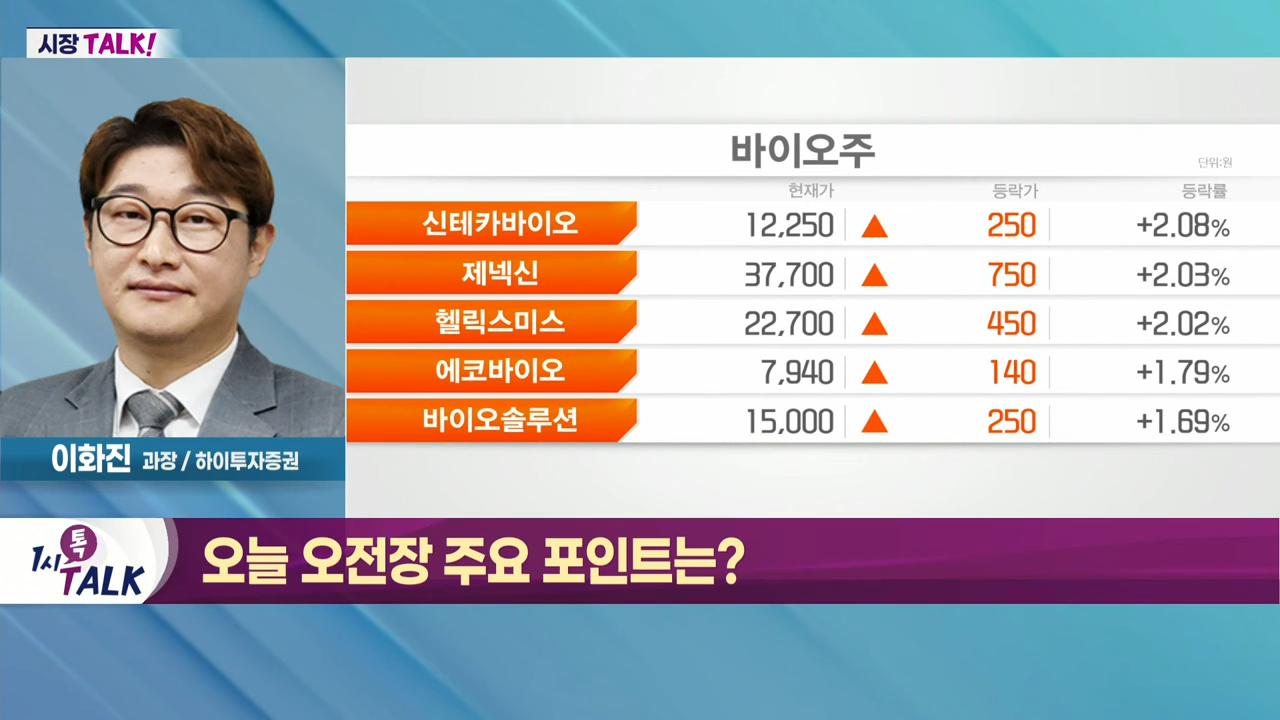 시장 TALK!
바이오주
단위:원
현재가 등락가 등락률
신테카바이오 12,250 ▲ 250 +2.08%
제넥신 37,700 ▲ 750 +2.03%
헬릭스미스 22,700 ▲ 450 +2.02%
에코바이오 7,940 ▲ 140 +1.79%
바이오솔루션 15,000 ▲ 250 +1.69%
이화진 과장 / 하이투자증권
1시 톡 TALK
오늘 오전장 주요 포인트는?